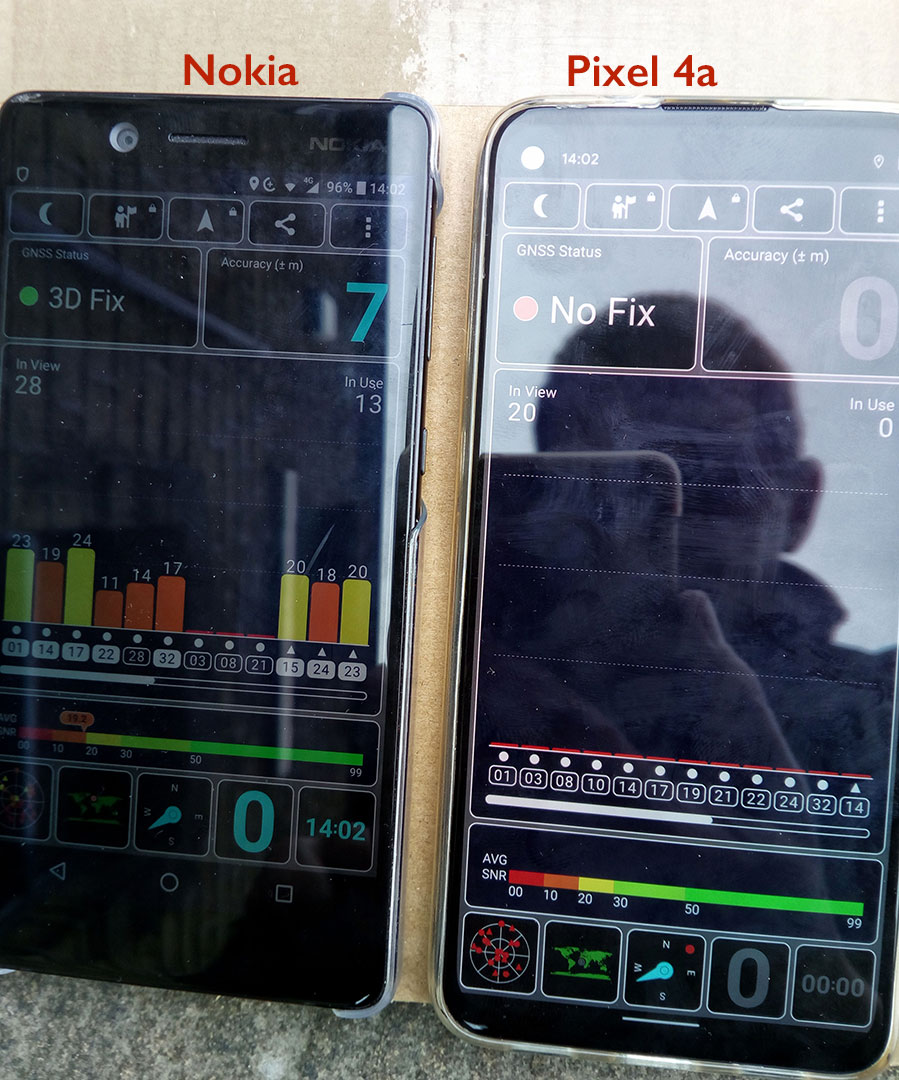 Nokia
Pixel 4a
NOKIA
4G 96% 14:02
GNSS Status
3D Fix
Accuracy (± m)
7
In View
28
In Use
13
23 19 24 11 14 17 20 18 20
01 14 17 22 28 32 03 08 21 15 24 23
AVG
SNR
19.2
00 10 20 30 50 99
N
W E
S
0
14:02
14:02
GNSS Status
No Fix
Accuracy (± m)
0
In View
20
In Use
0
01 03 08 10 14 17 19 21 22 24 32 14
AVG
SNR
00 10 20 30 50 99
N
W E
S
0
00:00